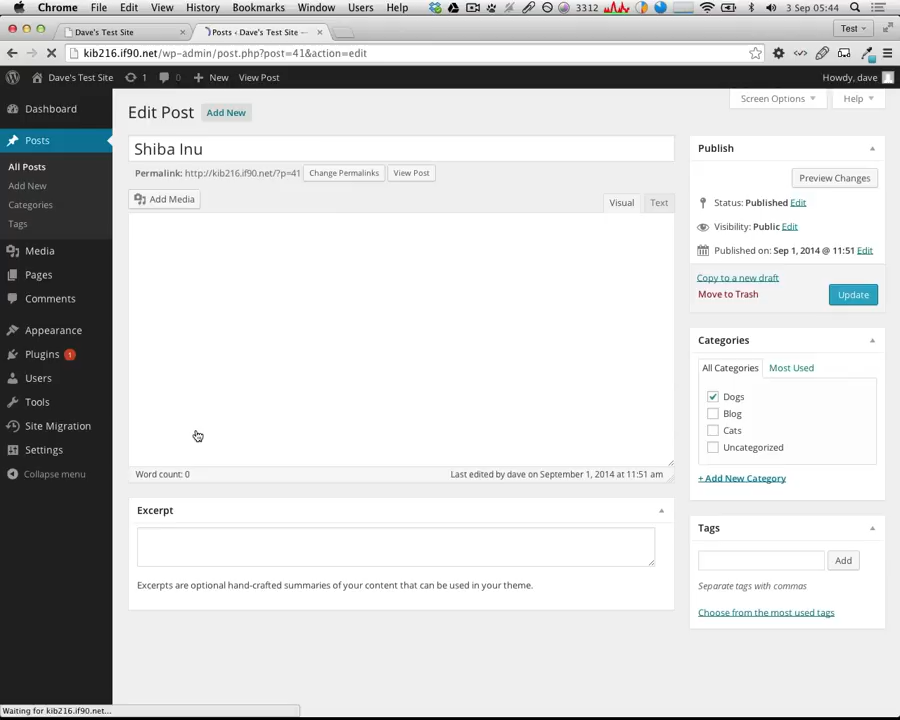 Chrome File Edit View History Bookmarks Window Users Help 3312 3 Sep 05:44
Dave's Test Site Posts ‹ Dave's Test Site — Test
kib216.if90.net/wp-admin/post.php?post=41&action=edit
Dave's Test Site 1 0 New View Post Howdy, dave
Dashboard
Posts
All Posts
Add New
Categories
Tags
Media
Pages
Comments
Appearance
Plugins 1
Users
Tools
Site Migration
Settings
Collapse menu
Screen Options Help
Edit Post Add New
Shiba Inu
Permalink: http://kib216.if90.net/?p=41 Change Permalinks View Post
Add Media Visual Text
Word count: 0 Last edited by dave on September 1, 2014 at 11:51 am
Excerpt
Excerpts are optional hand-crafted summaries of your content that can be used in your theme.
Publish
Preview Changes
Status: Published Edit
Visibility: Public Edit
Published on: Sep 1, 2014 @ 11:51 Edit
Copy to a new draft
Move to Trash Update
Categories
All Categories Most Used
Dogs
Blog
Cats
Uncategorized
+ Add New Category
Tags
Add
Separate tags with commas
Choose from the most used tags
Waiting for kib216.if90.net...